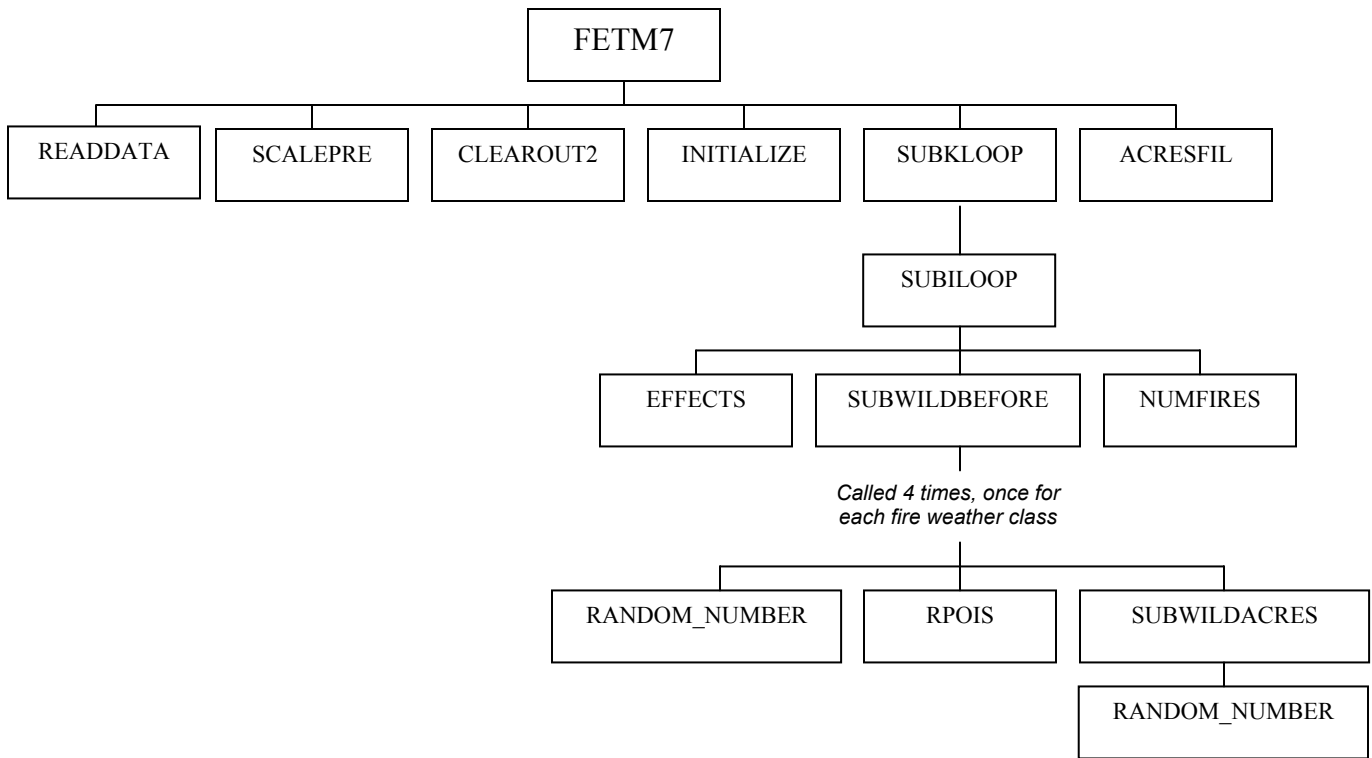 FETM7
READDATA
SCALEPRE
CLEAROUT2
INITIALIZE
SUBKLOOP
ACRESFIL
SUBILOOP
EFFECTS
SUBWILDBEFORE
NUMFIRES
Called 4 times, once for
each fire weather class
RANDOM_NUMBER
RPOIS
SUBWILDACRES
RANDOM_NUMBER